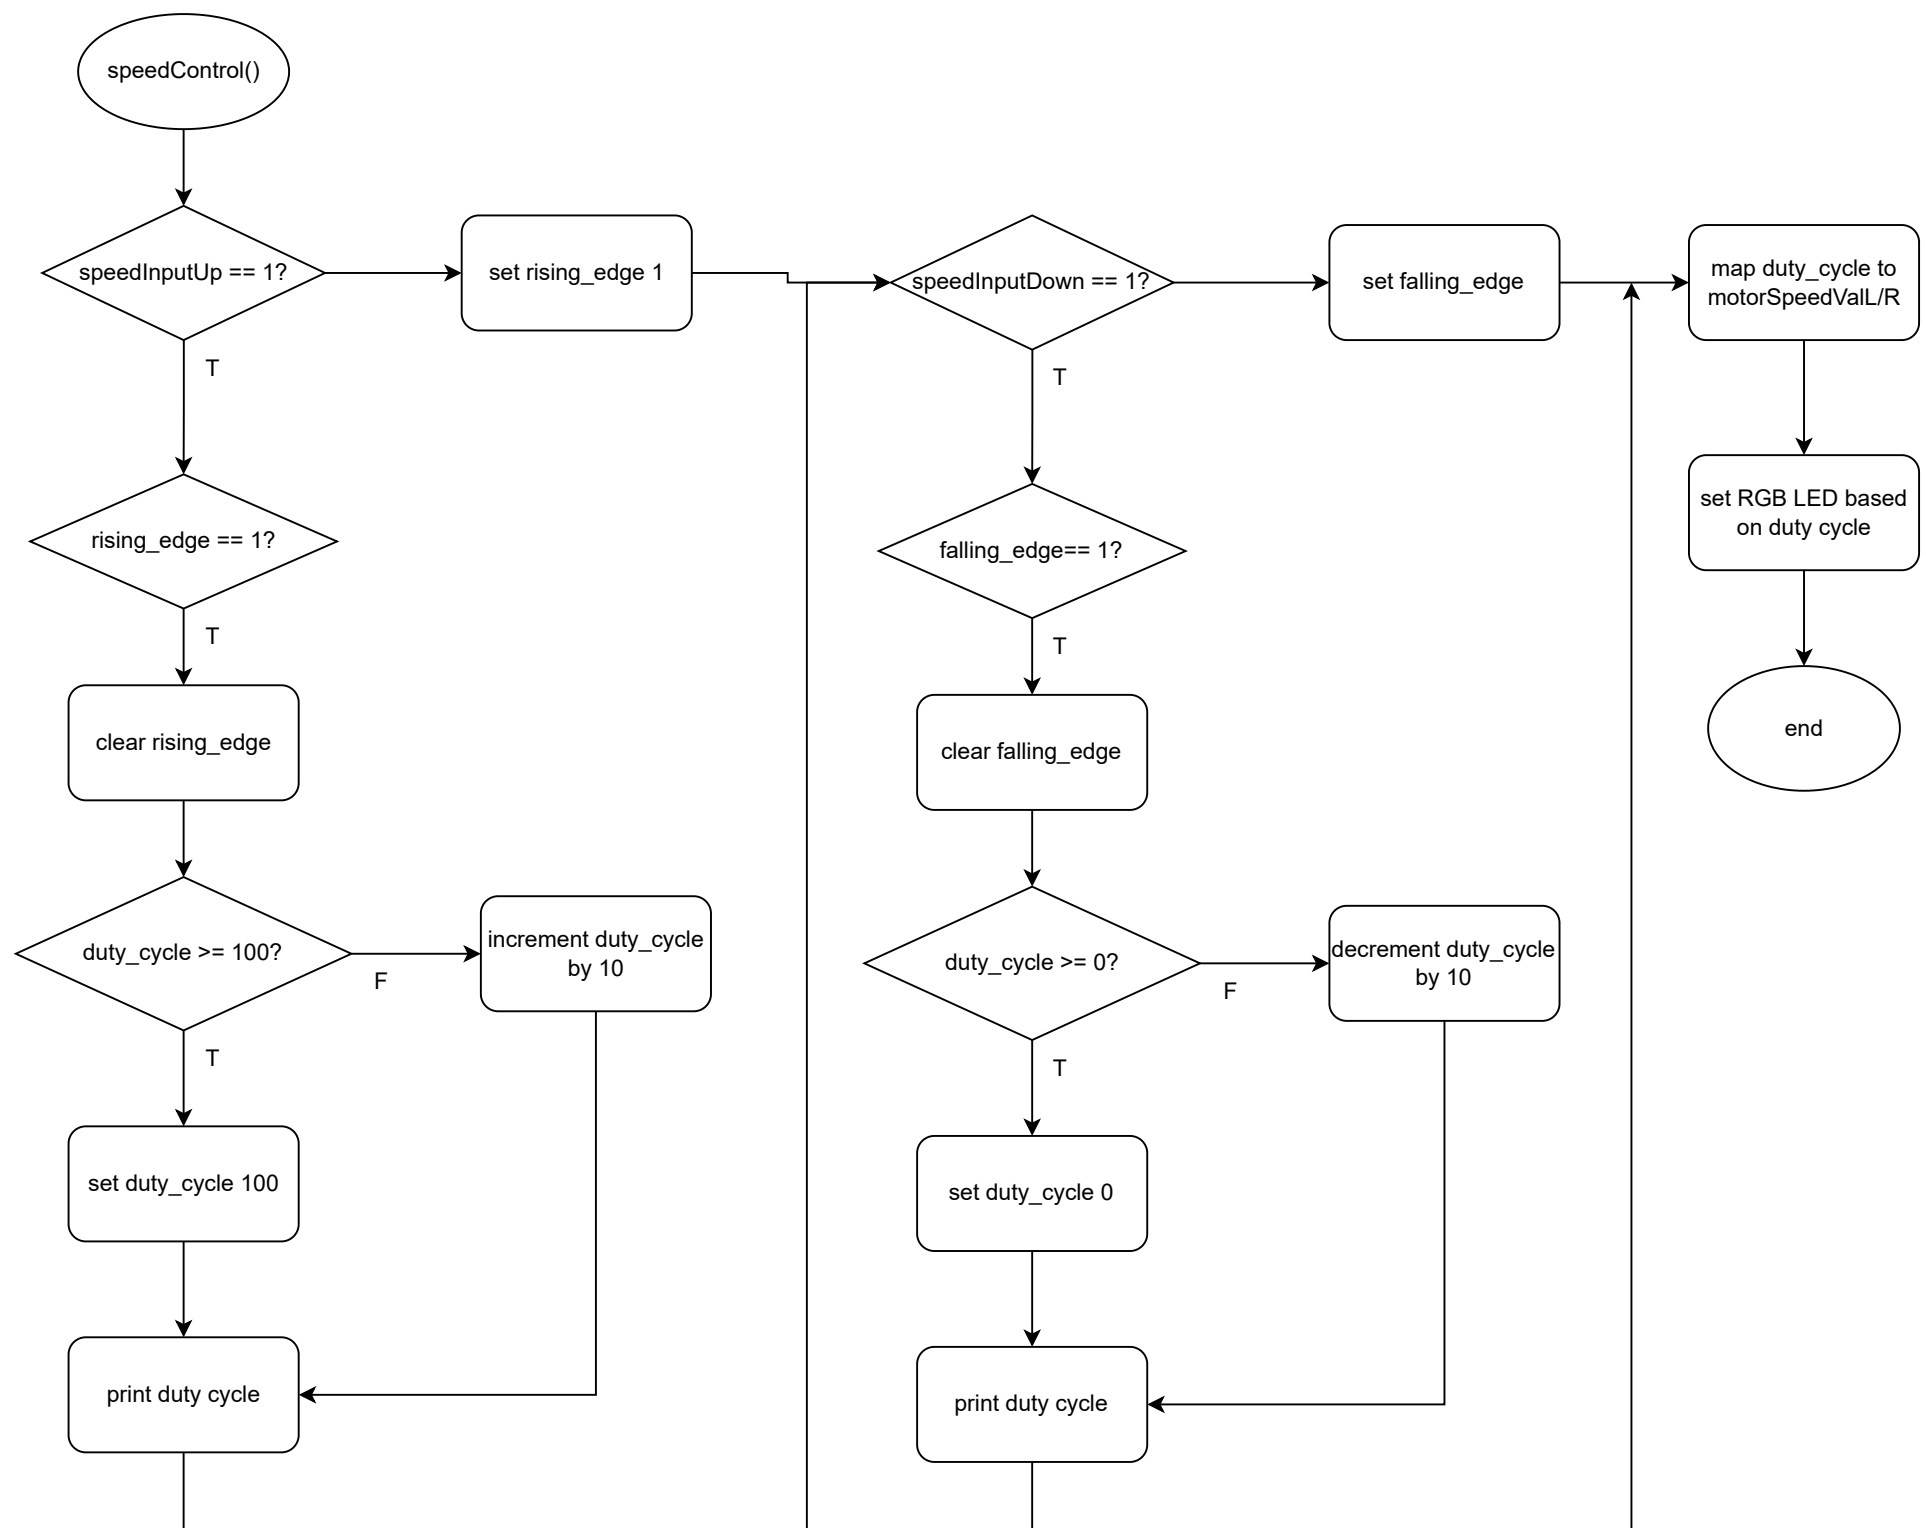 speedControl()
speedInputUp == 1?
set rising_edge 1
T
rising_edge == 1?
T
clear rising_edge
duty_cycle >= 100?
F
increment duty_cycle
by 10
T
set duty_cycle 100
print duty cycle
speedInputDown == 1?
set falling_edge
T
falling_edge== 1?
T
clear falling_edge
duty_cycle >= 0?
F
decrement duty_cycle
by 10
T
set duty_cycle 0
print duty cycle
map duty_cycle to
motorSpeedValL/R
set RGB LED based
on duty cycle
end